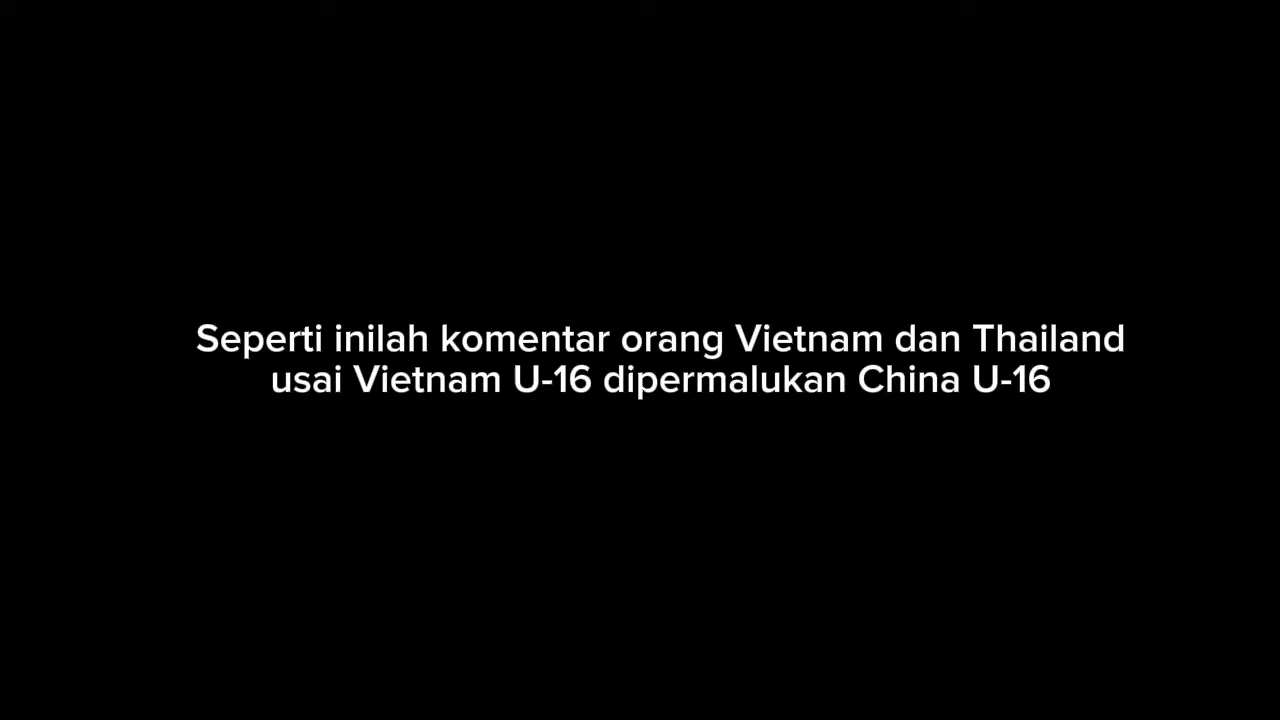 Seperti inilah komentar orang Vietnam dan Thailand
usai Vietnam U-16 dipermalukan China U-16